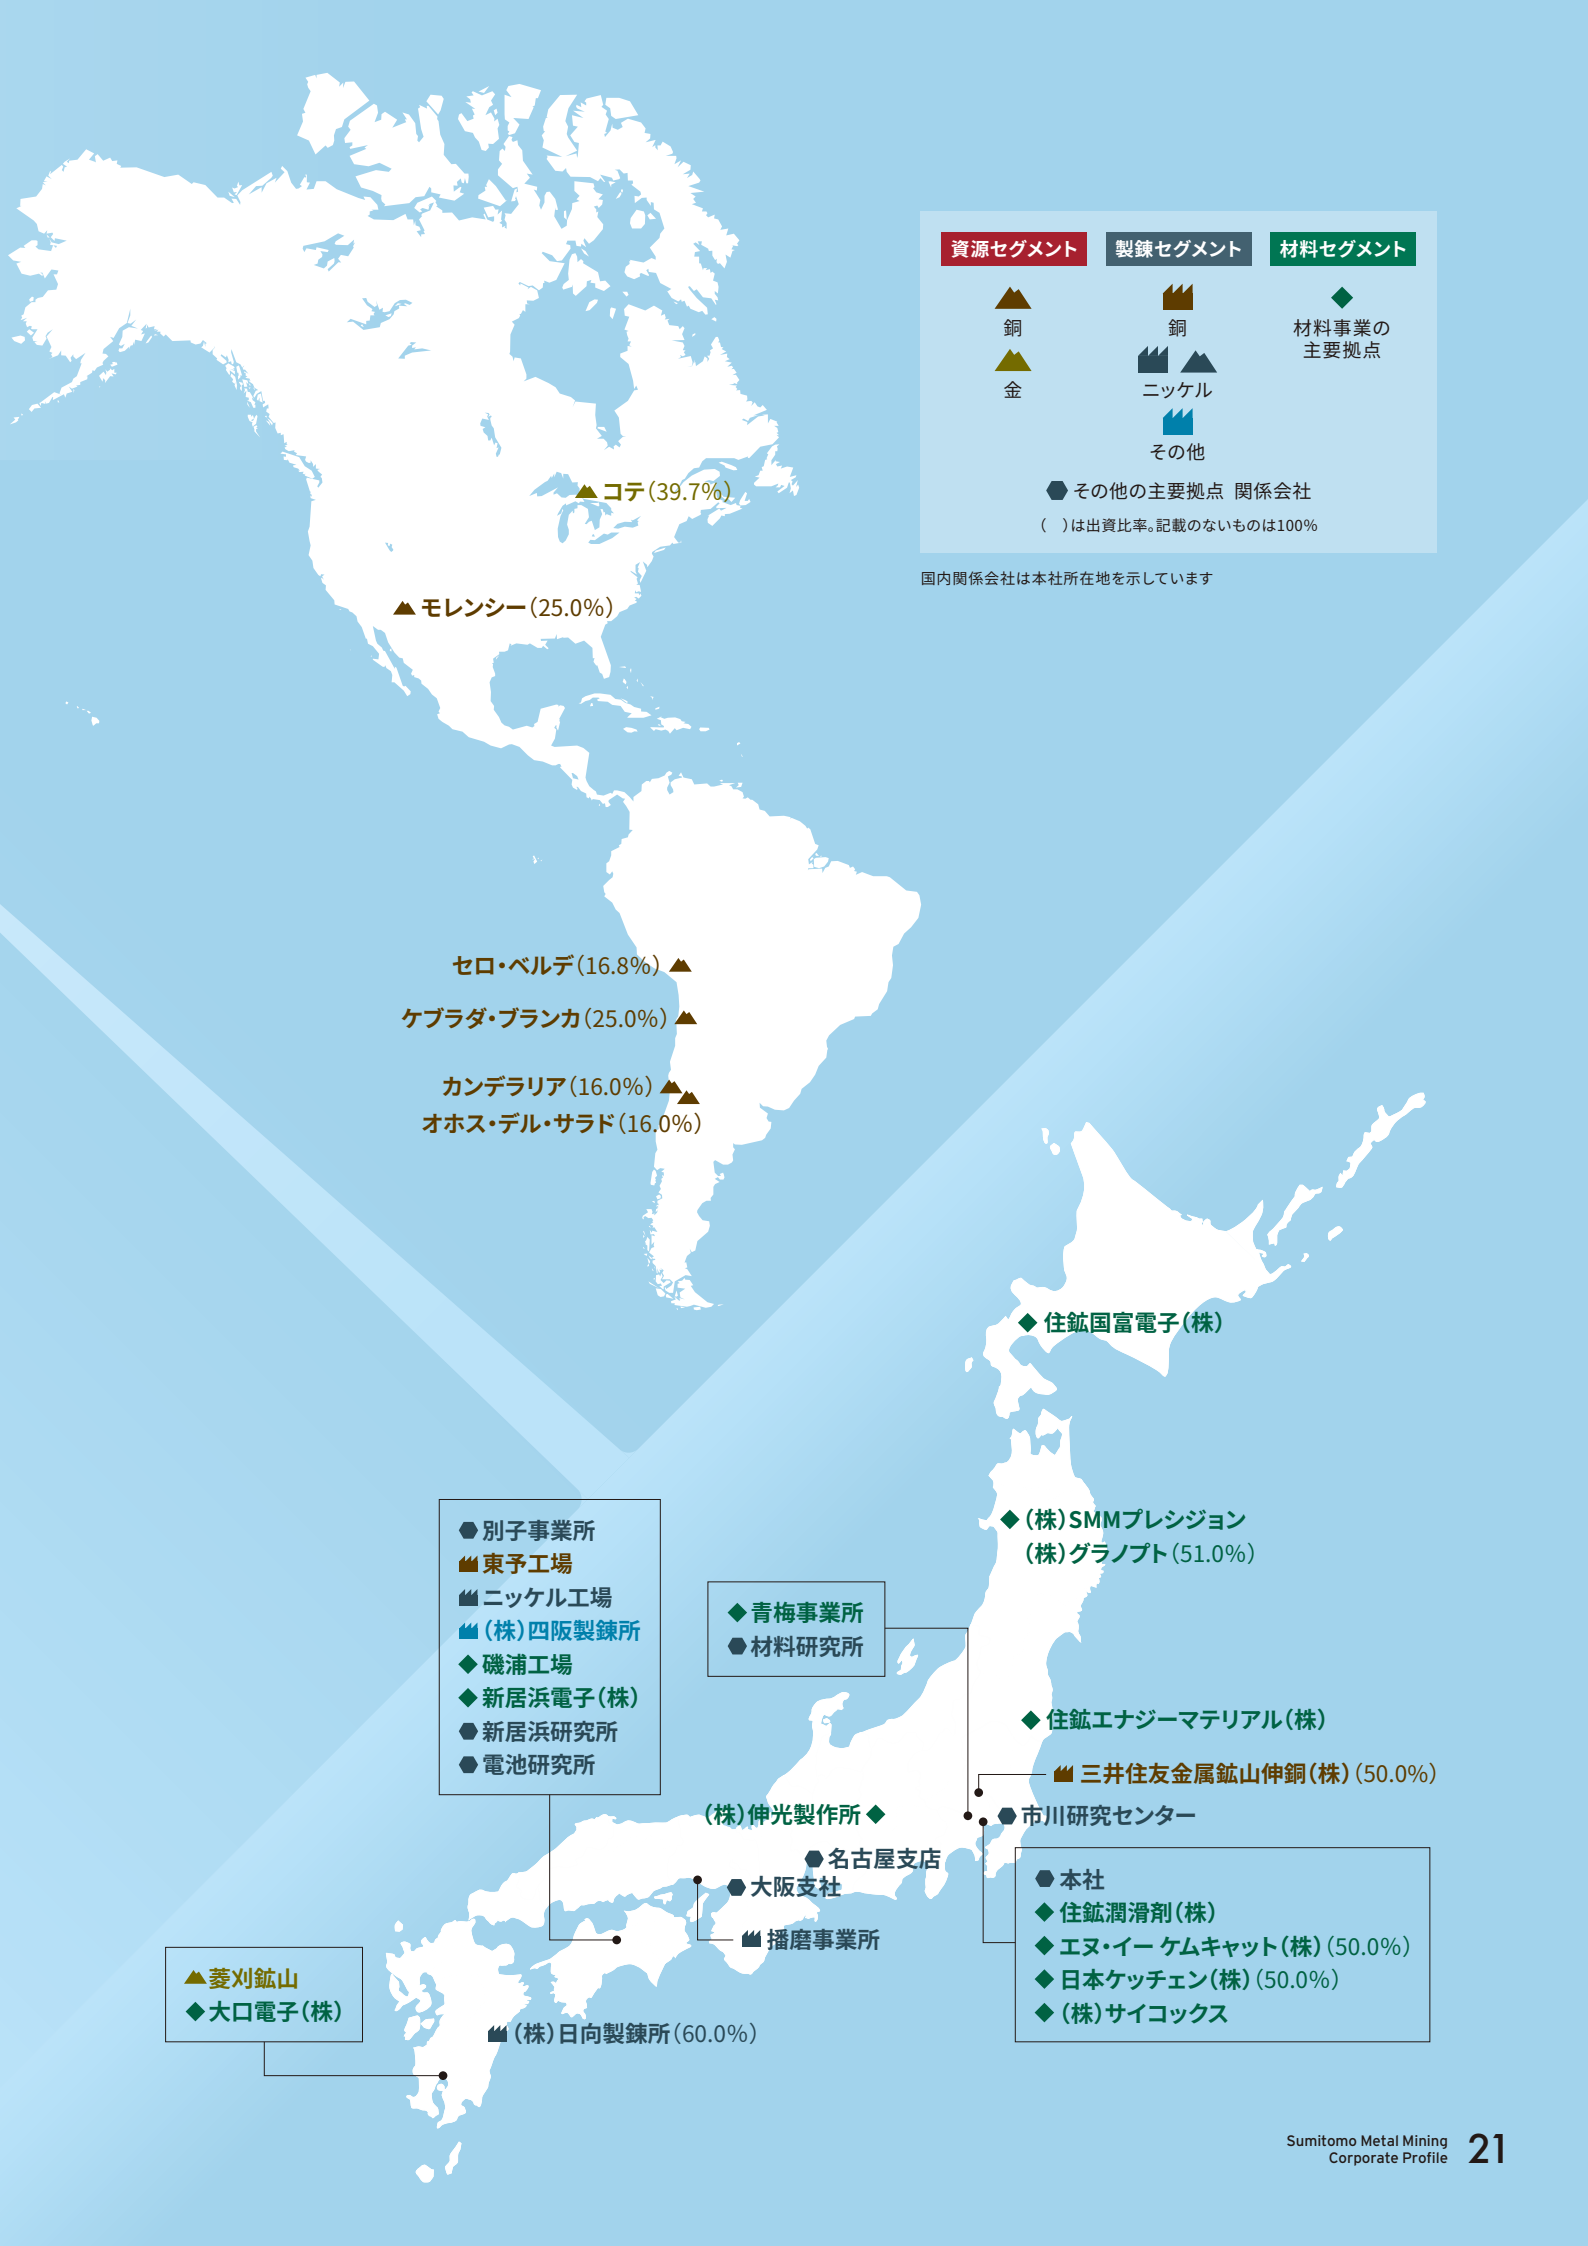 資源セグメント
銅
金
製錬セグメント
銅
ニッケル
その他
材料セグメント
材料事業の
主要拠点
その他の主要拠点 関係会社
（　）は出資比率。記載のないものは100%
国内関係会社は本社所在地を示しています
コテ（39.7%）
モレンシー（25.0%）
セロ・ベルデ（16.8%）
ケブラダ・ブランカ（25.0%）
カンデラリア（16.0%）
オホス・デル・サラド（16.0%）
住鉱国富電子（株）
（株）SMMプレシジョン
（株）グラノプト（51.0%）
別子事業所
東予工場
ニッケル工場
（株）四阪製錬所
磯浦工場
新居浜電子（株）
新居浜研究所
電池研究所
青梅事業所
材料研究所
住鉱エナジーマテリアル（株）
三井住友金属鉱山伸銅（株）（50.0%）
市川研究センター
（株）伸光製作所
名古屋支店
大阪支社
播磨事業所
本社
住鉱潤滑剤（株）
エヌ・イー ケムキャット（株）（50.0%）
日本ケッチェン（株）（50.0%）
（株）サイコックス
菱刈鉱山
大口電子（株）
（株）日向製錬所（60.0%）
Sumitomo Metal Mining
Corporate Profile
21